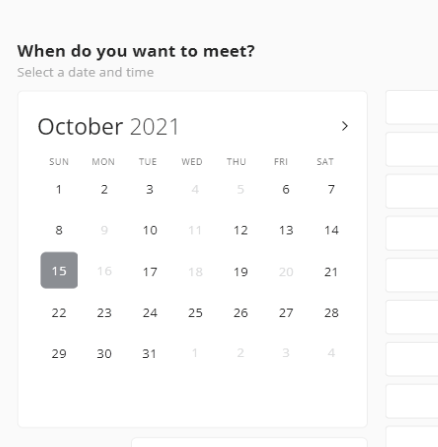 When do you want to meet?
Select a date and time
October 2021
SUN MON TUE WED THU FRI SAT
1 2 3 4 5 6 7
8 9 10 11 12 13 14
15 16 17 18 19 20 21
22 23 24 25 26 27 28
29 30 31 1 2 3 4